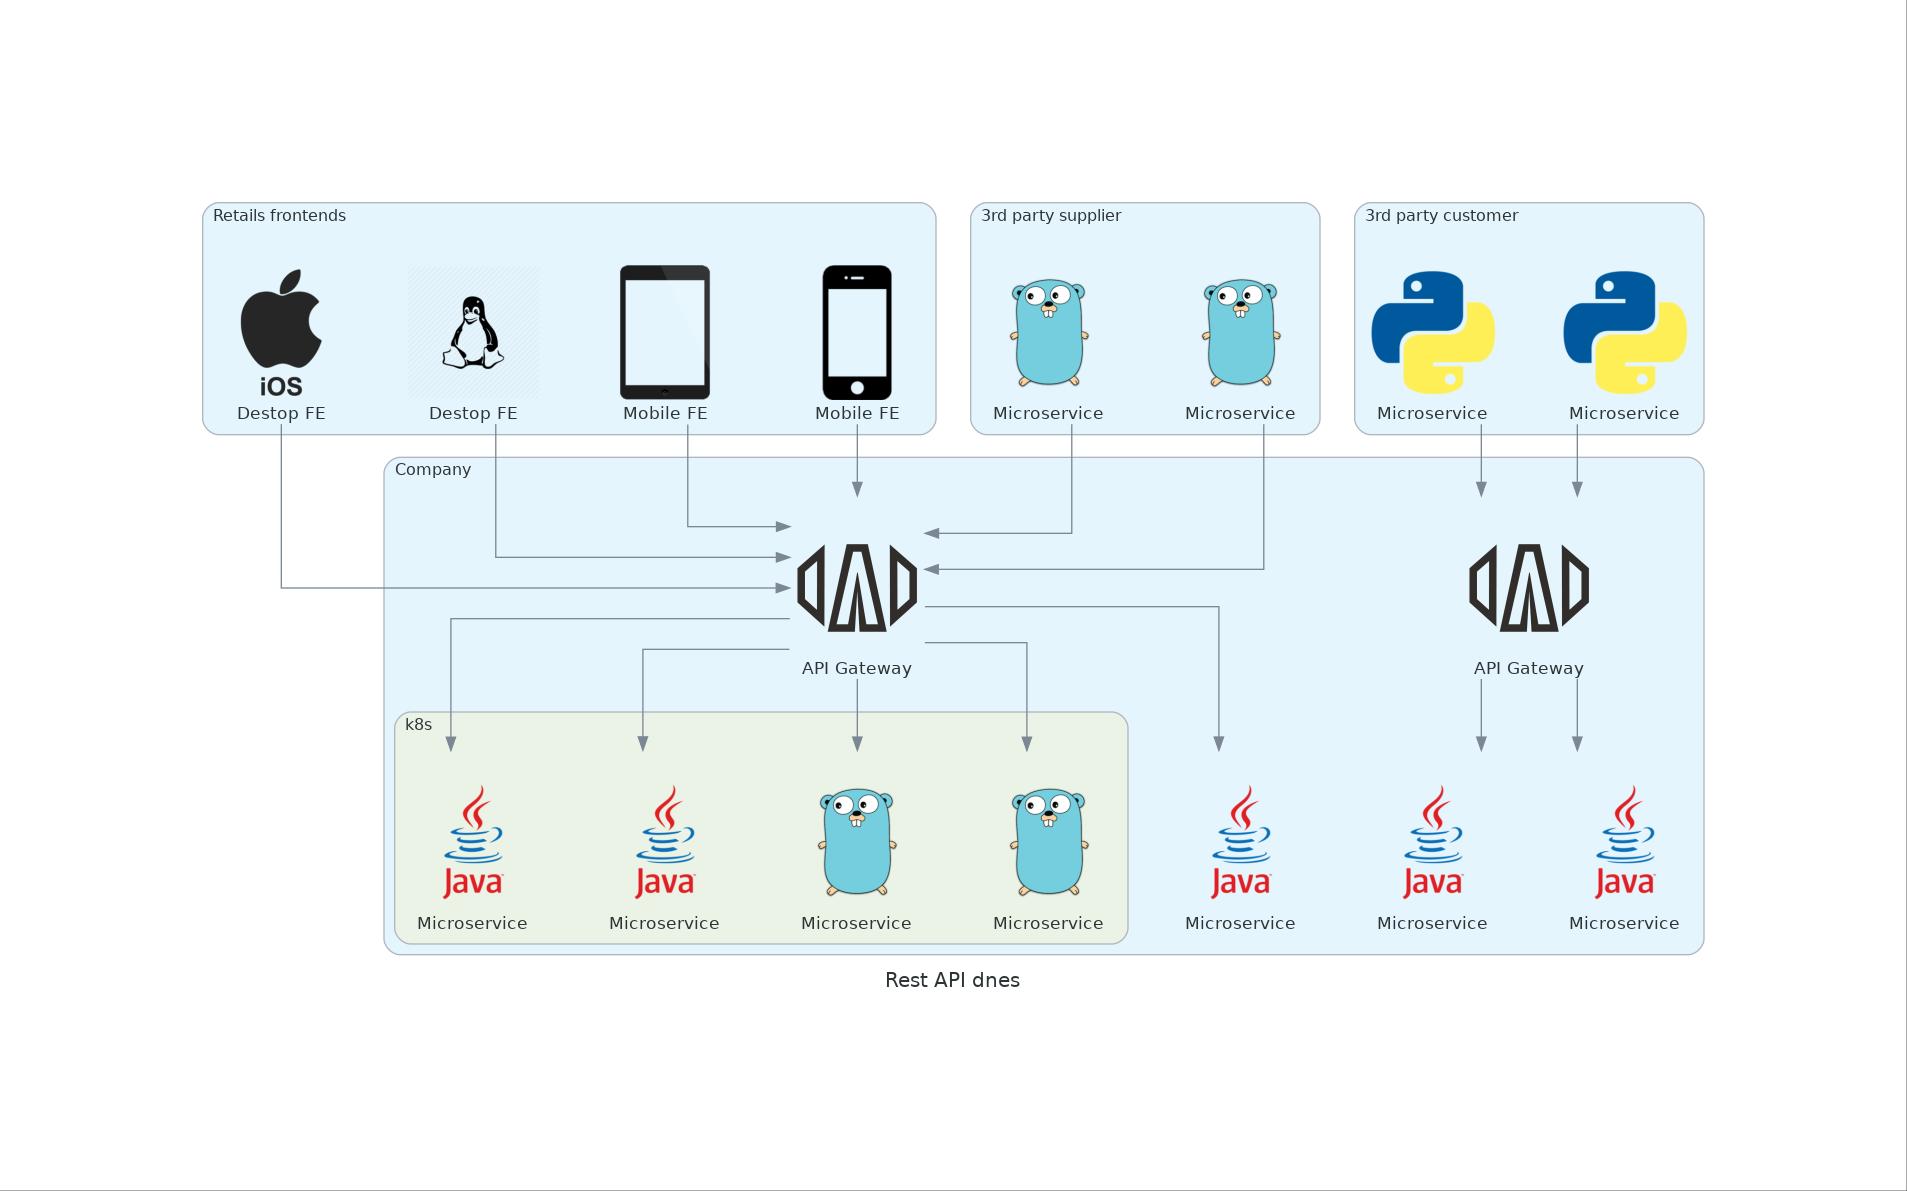 Retails frontends
3rd party supplier
3rd party customer
iOS
Destop FE
Destop FE
Mobile FE
Mobile FE
Microservice
Microservice
Microservice
Microservice
Company
API Gateway
API Gateway
k8s
Java
Java
Java
Java
Java
Microservice
Microservice
Microservice
Microservice
Microservice
Microservice
Microservice
Rest API dnes